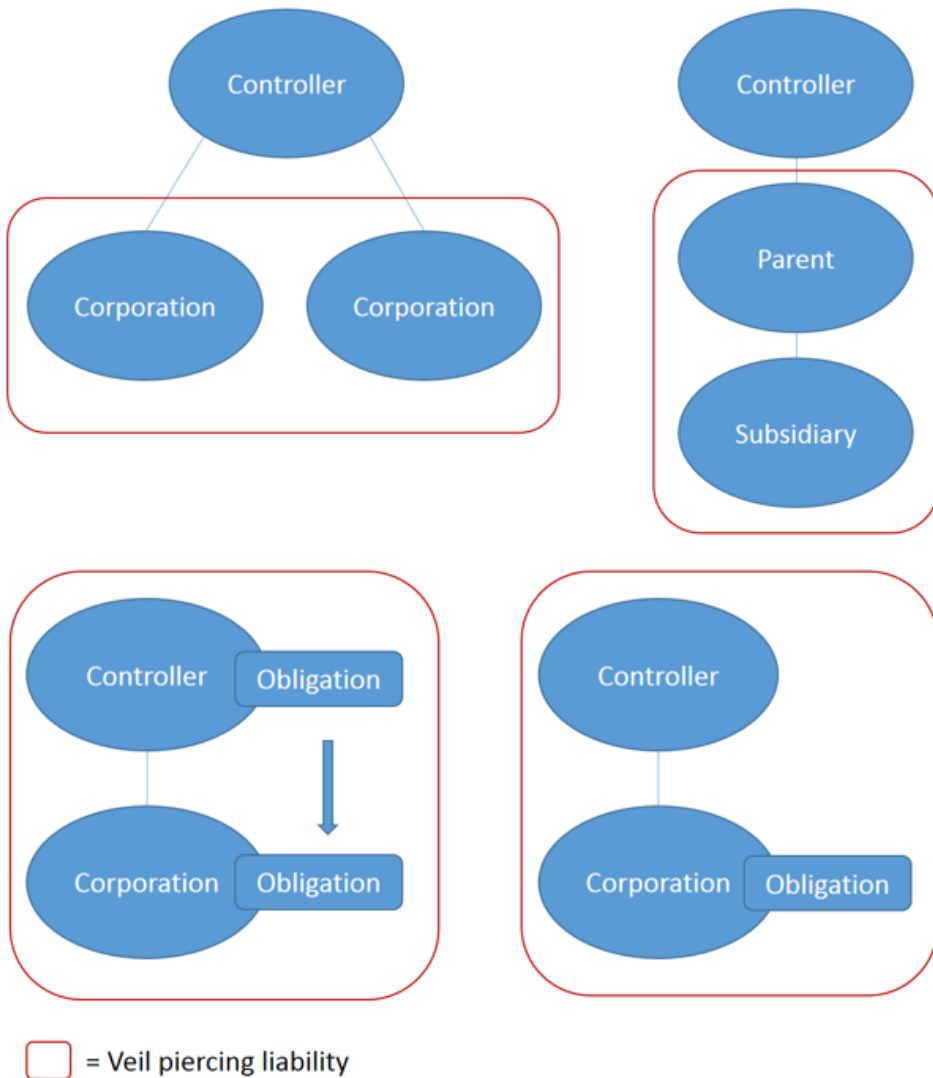 Controller
Corporation
Corporation
Controller
Parent
Subsidiary
Controller
Obligation
Corporation
Obligation
Controller
Corporation
Obligation
= Veil piercing liability